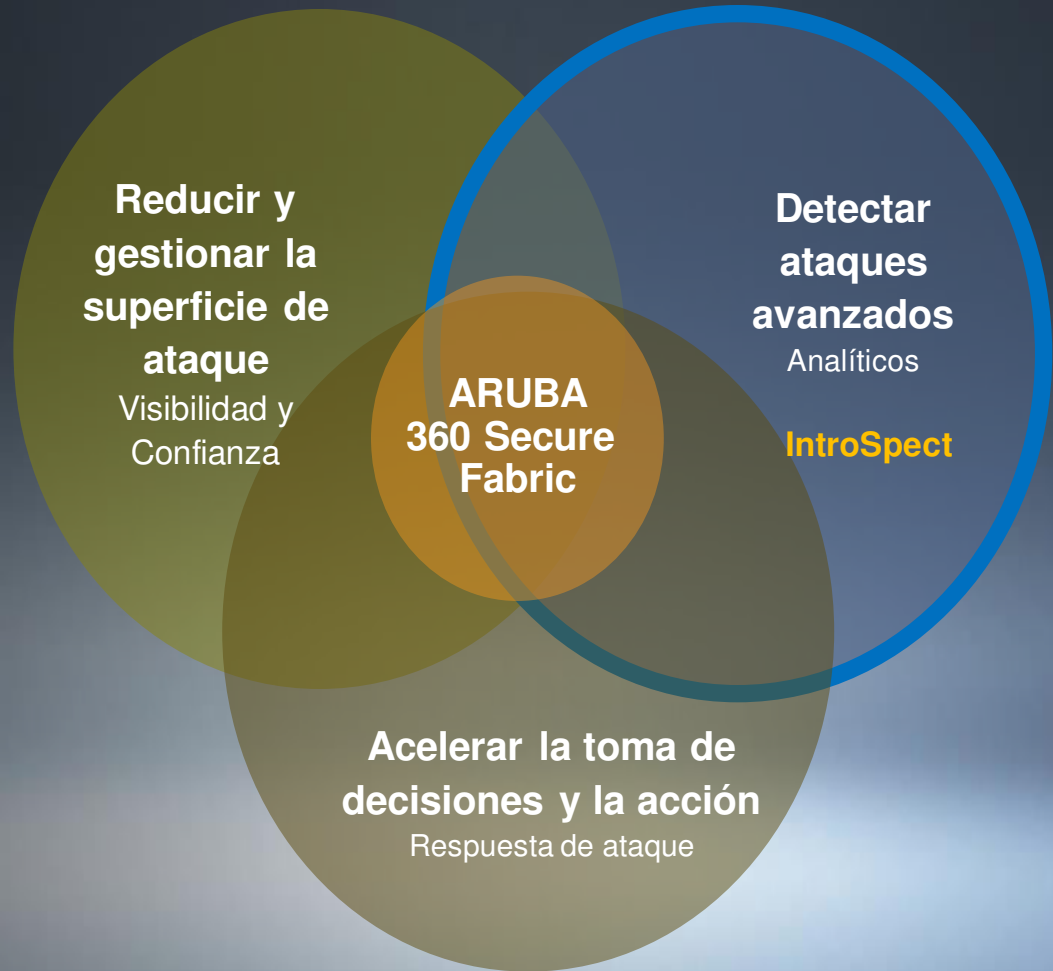 Reducir y
gestionar la
superficie de
ataque
Visibilidad y
Confianza
Detectar
ataques
avanzados
Analíticos
IntroSpect
ARUBA
360 Secure
Fabric
Acelerar la toma de
decisiones y la acción
Respuesta de ataque